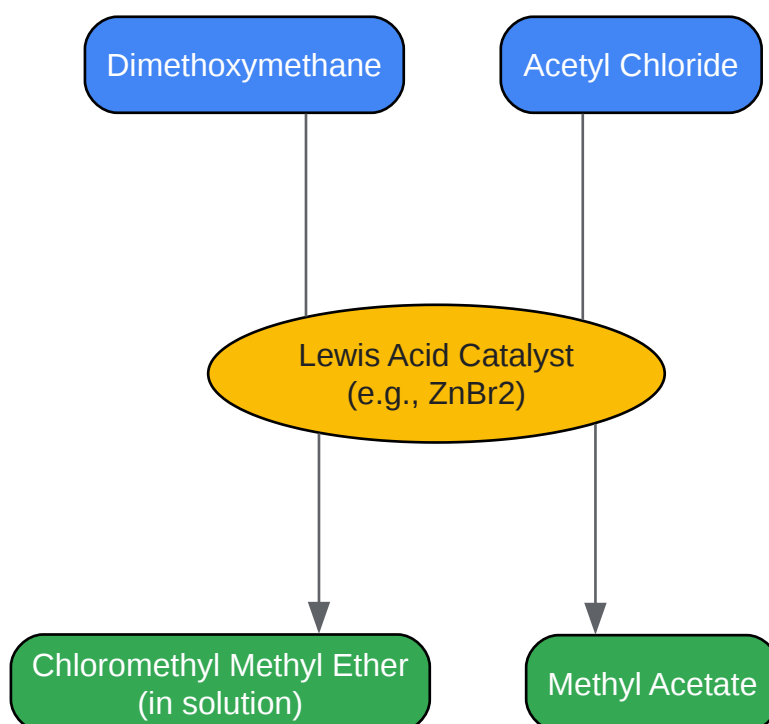 Dimethoxymethane
Acetyl Chloride
Lewis Acid Catalyst
(e.g., ZnBr2)
Chloromethyl Methyl Ether
(in solution)
Methyl Acetate